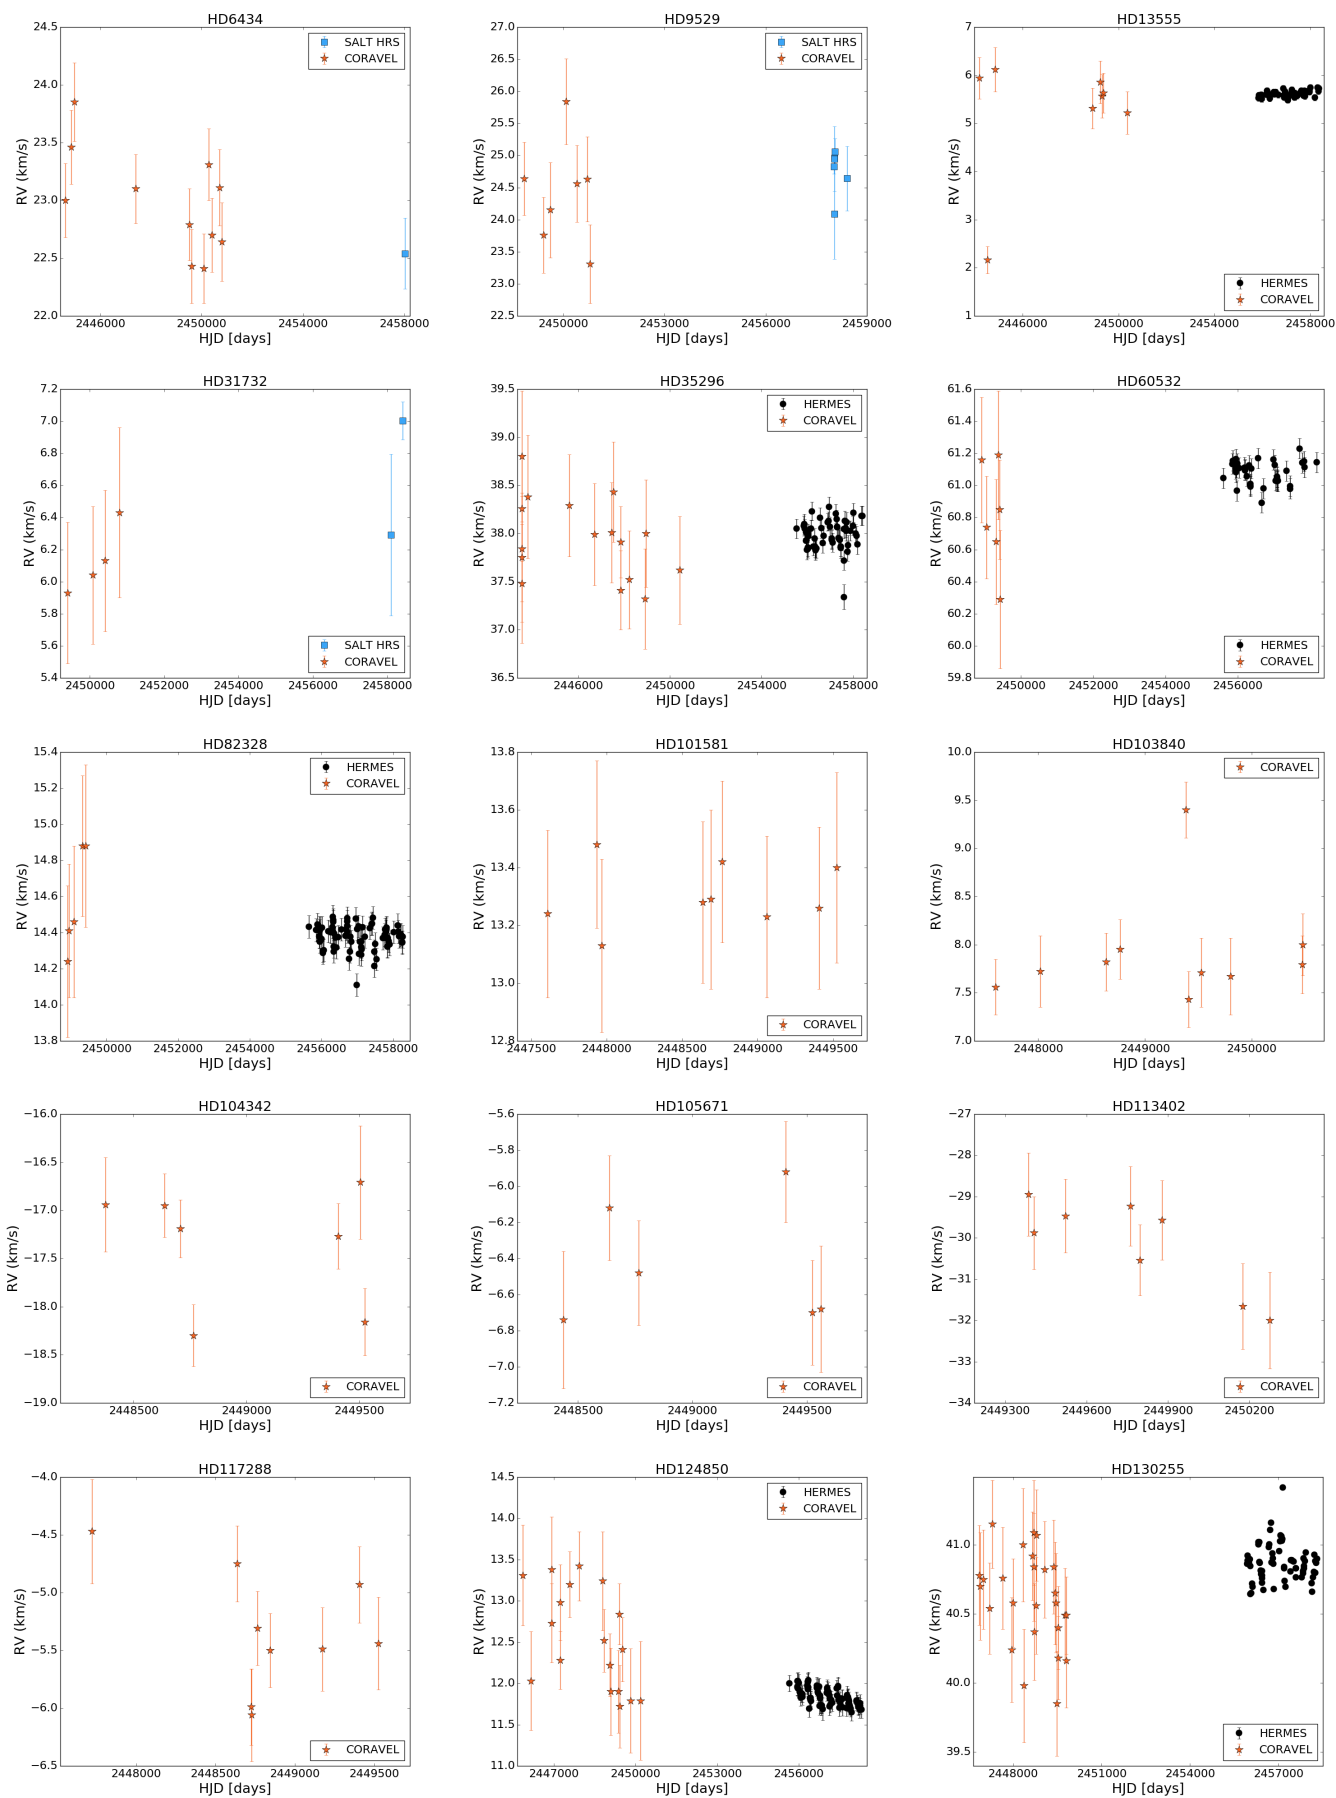 HD6434
24.5
24.0
23.5
23.0
22.5
22.0
RV (km/s)
SALT HRS
CORAVEL
2446000 2450000 2454000 2458000
HJD [days]
HD9529
27.0
26.5
26.0
25.5
25.0
24.5
24.0
23.5
23.0
22.5
RV (km/s)
SALT HRS
CORAVEL
2450000 2453000 2456000 2459000
HJD [days]
HD13555
7
6
5
4
3
2
1
RV (km/s)
HERMES
CORAVEL
2446000 2450000 2454000 2458000
HJD [days]
HD31732
7.2
7.0
6.8
6.6
6.4
6.2
6.0
5.8
5.6
5.4
RV (km/s)
SALT HRS
CORAVEL
2450000 2452000 2454000 2456000 2458000
HJD [days]
HD35296
39.5
39.0
38.5
38.0
37.5
37.0
36.5
RV (km/s)
HERMES
CORAVEL
2446000 2450000 2454000 2458000
HJD [days]
HD60532
61.6
61.4
61.2
61.0
60.8
60.6
60.4
60.2
60.0
59.8
RV (km/s)
HERMES
CORAVEL
2450000 2452000 2454000 2456000
HJD [days]
HD82328
15.4
15.2
15.0
14.8
14.6
14.4
14.2
14.0
13.8
RV (km/s)
HERMES
CORAVEL
2450000 2452000 2454000 2456000 2458000
HJD [days]
HD101581
13.8
13.6
13.4
13.2
13.0
12.8
RV (km/s)
CORAVEL
2447500 2448000 2448500 2449000 2449500
HJD [days]
HD103840
10.0
9.5
9.0
8.5
8.0
7.5
7.0
RV (km/s)
CORAVEL
2448000 2449000 2450000
HJD [days]
HD104342
−16.0
−16.5
−17.0
−17.5
−18.0
−18.5
−19.0
RV (km/s)
CORAVEL
2448500 2449000 2449500
HJD [days]
HD105671
−5.6
−5.8
−6.0
−6.2
−6.4
−6.6
−6.8
−7.0
−7.2
RV (km/s)
CORAVEL
2448500 2449000 2449500
HJD [days]
HD113402
−27
−28
−29
−30
−31
−32
−33
−34
RV (km/s)
CORAVEL
2449300 2449600 2449900 2450200
HJD [days]
HD117288
−4.0
−4.5
−5.0
−5.5
−6.0
−6.5
RV (km/s)
CORAVEL
2448000 2448500 2449000 2449500
HJD [days]
HD124850
14.5
14.0
13.5
13.0
12.5
12.0
11.5
11.0
RV (km/s)
HERMES
CORAVEL
2447000 2450000 2453000 2456000
HJD [days]
HD130255
41.0
40.5
40.0
39.5
RV (km/s)
HERMES
CORAVEL
2448000 2451000 2454000 2457000
HJD [days]